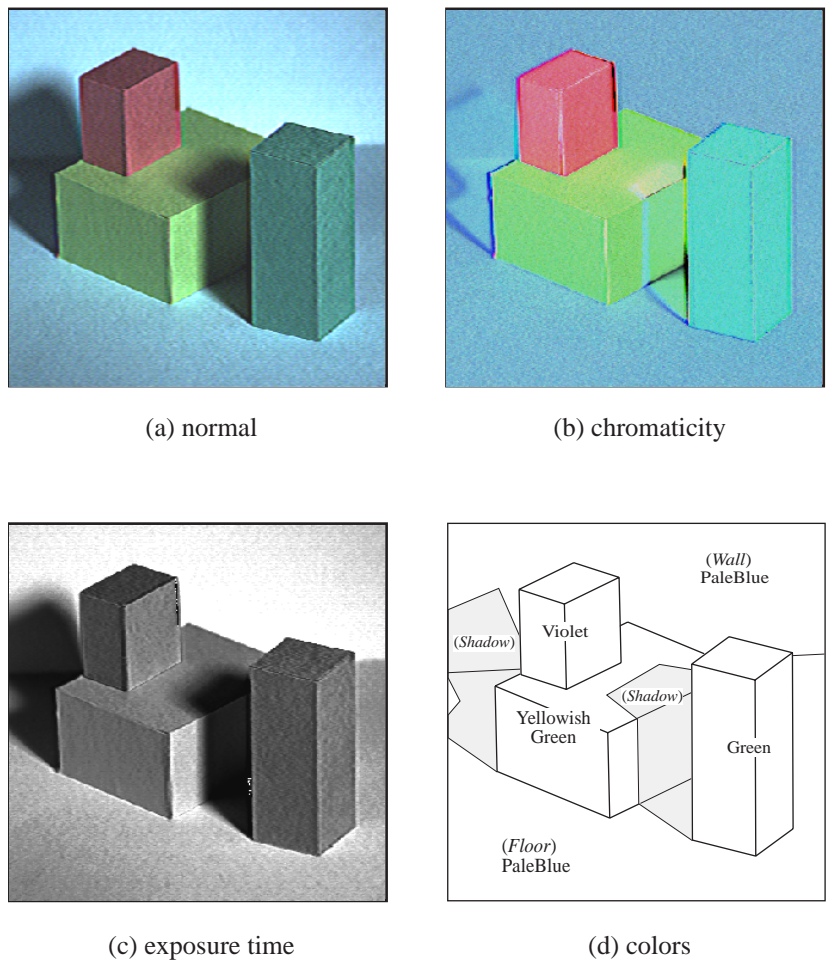 (a) normal
(b) chromaticity
(Wall)
PaleBlue
(Shadow)
Violet
(Shadow)
Yellowish
Green
Green
(Floor)
PaleBlue
(c) exposure time
(d) colors